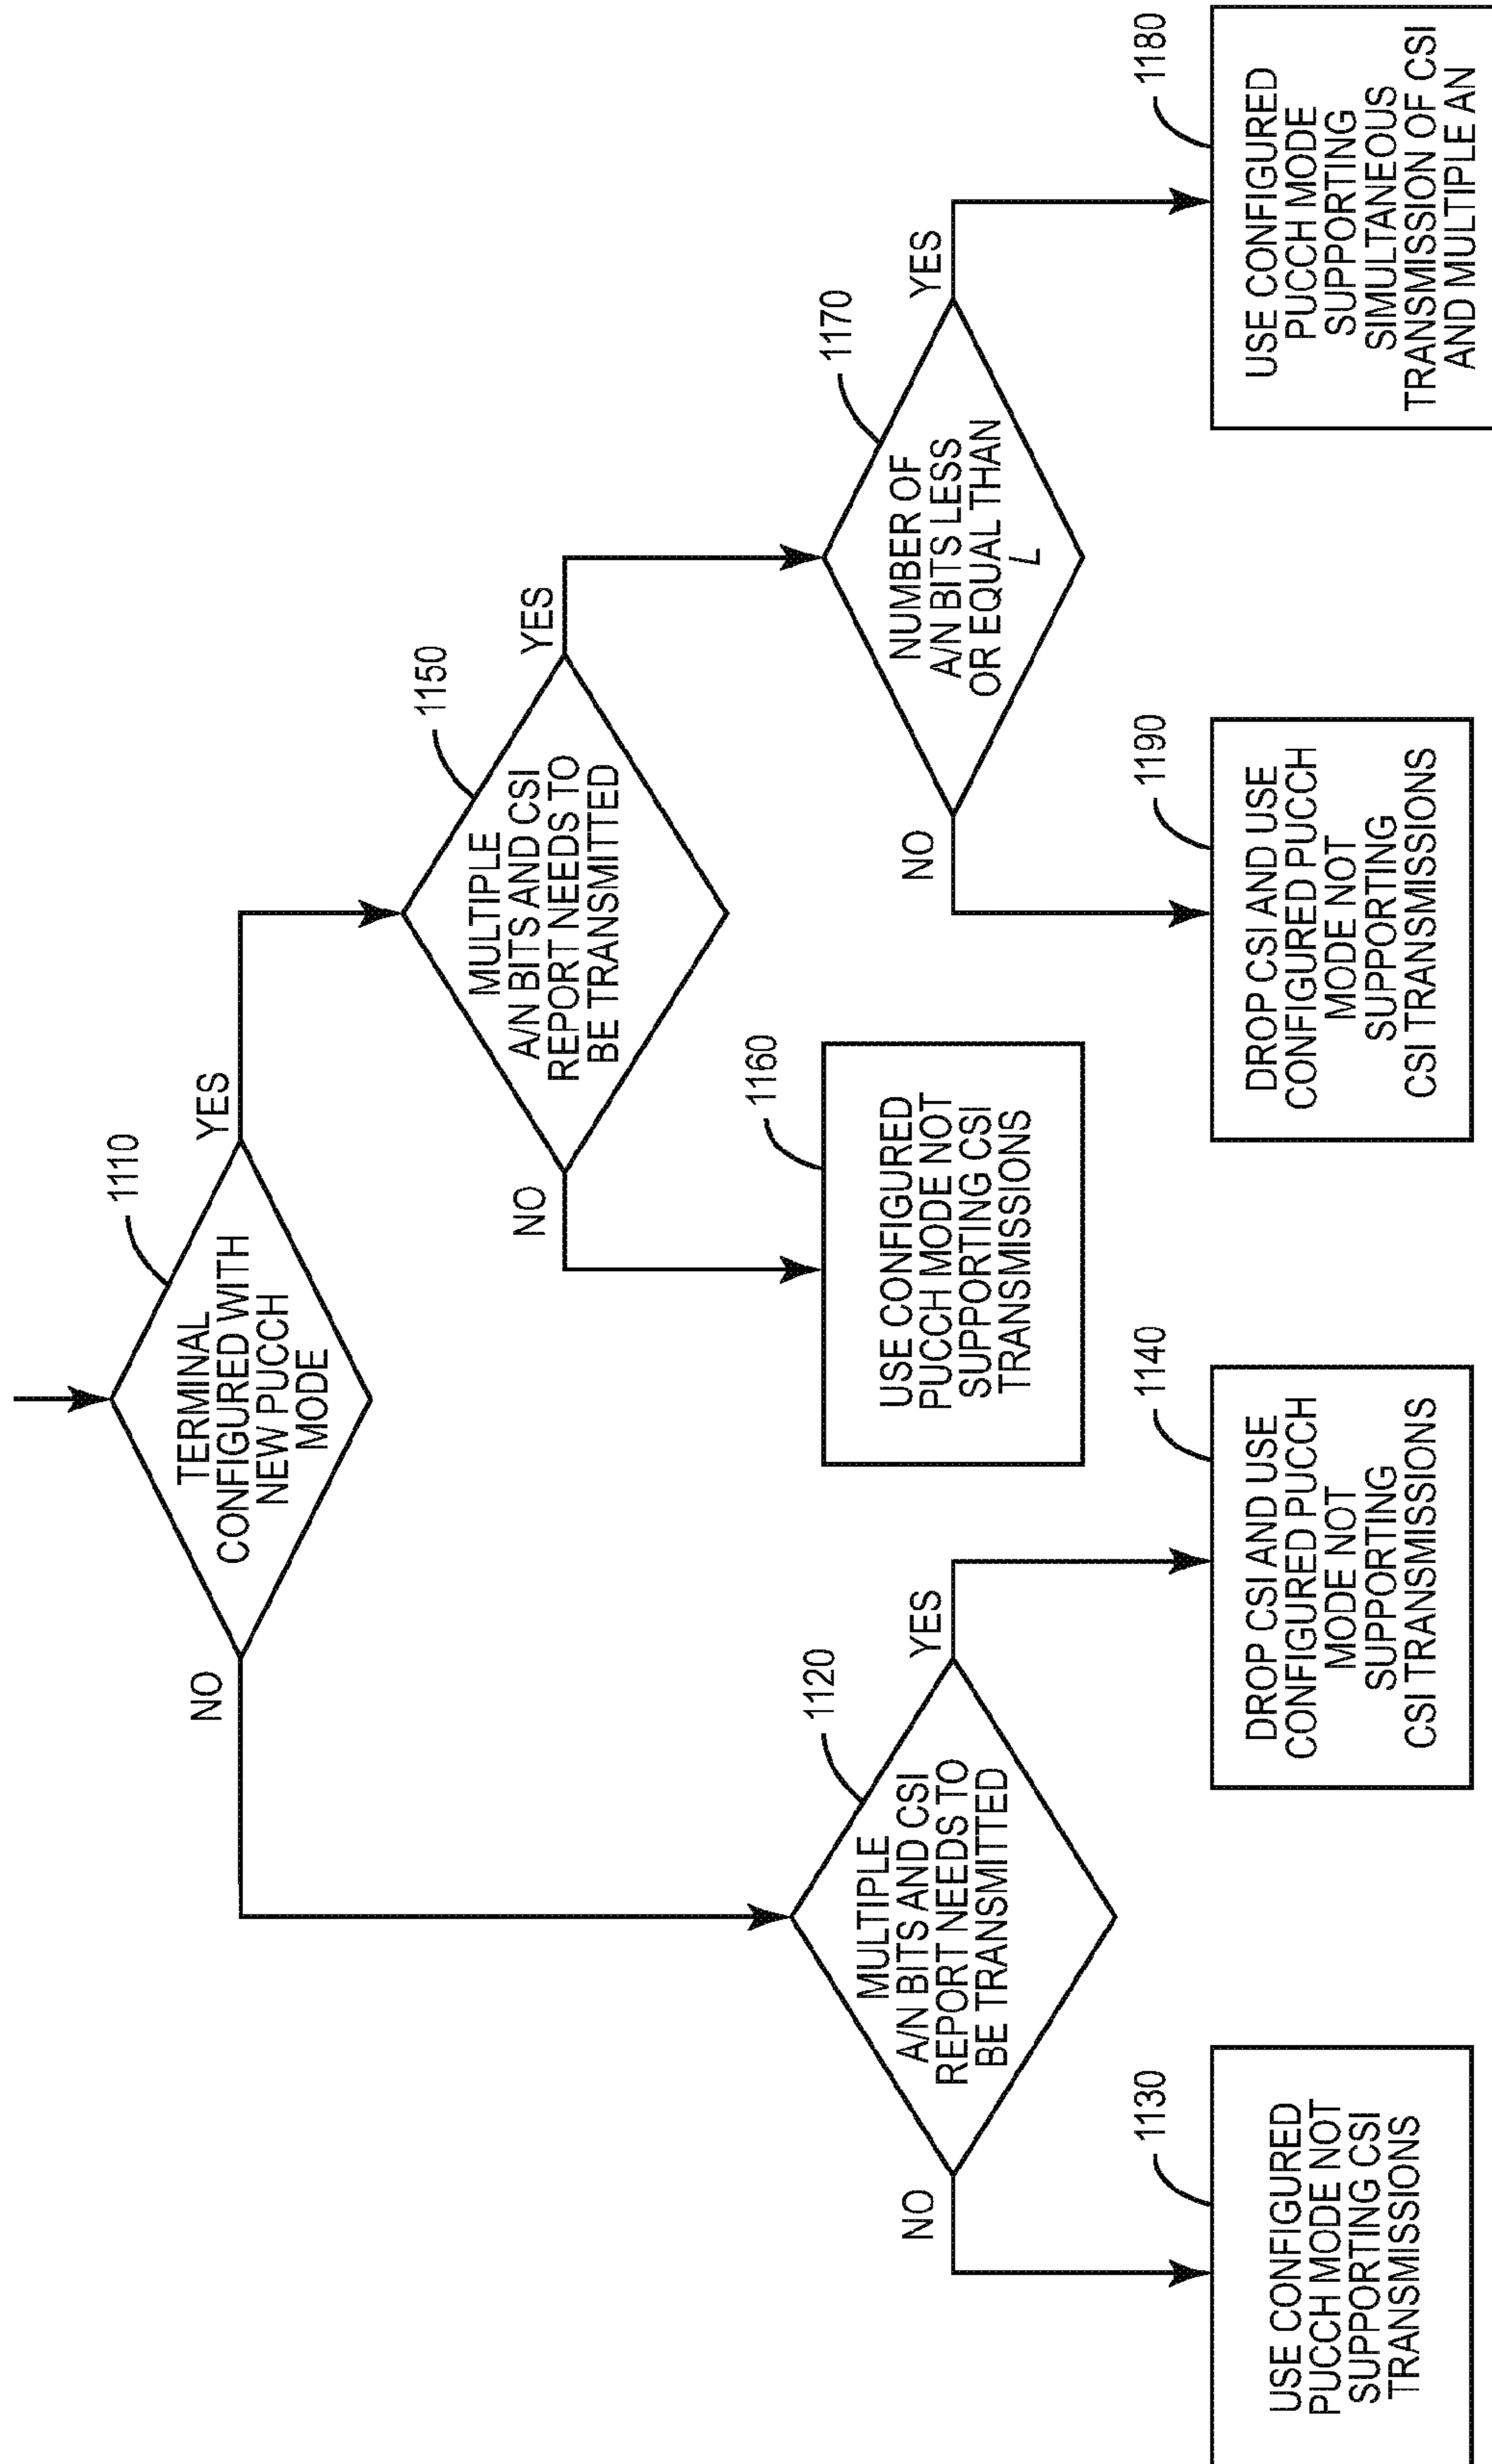 1110
TERMINAL
CONFIGURED WITH
NEW PUCCH
MODE
NO
YES
1120
MULTIPLE
A/N BITS AND CSI
REPORT NEEDS TO
BE TRANSMITTED
NO
YES
1130
USE CONFIGURED
PUCCH MODE NOT
SUPPORTING CSI
TRANSMISSIONS
1140
DROP CSI AND USE
CONFIGURED PUCCH
MODE NOT
SUPPORTING
CSI TRANSMISSIONS
1150
MULTIPLE
A/N BITS AND CSI
REPORT NEEDS TO
BE TRANSMITTED
NO
YES
1160
USE CONFIGURED
PUCCH MODE NOT
SUPPORTING CSI
TRANSMISSIONS
1170
NUMBER OF
A/N BITS LESS
OR EQUAL THAN
L
NO
YES
1190
DROP CSI AND USE
CONFIGURED PUCCH
MODE NOT
SUPPORTING
CSI TRANSMISSIONS
1180
USE CONFIGURED
PUCCH MODE
SUPPORTING
SIMULTANEOUS
TRANSMISSION OF CSI
AND MULTIPLE AN